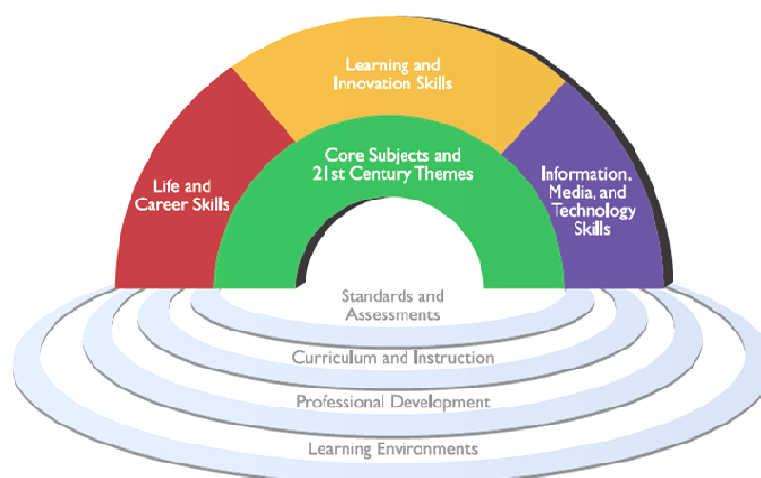 Learning and
Innovation Skills
Core Subjects and
21st Century Themes
Life and
Career Skills
Information,
Media, and
Technology
Skills
Standards and
Assessments
Curriculum and Instruction
Professional Development
Learning Environments